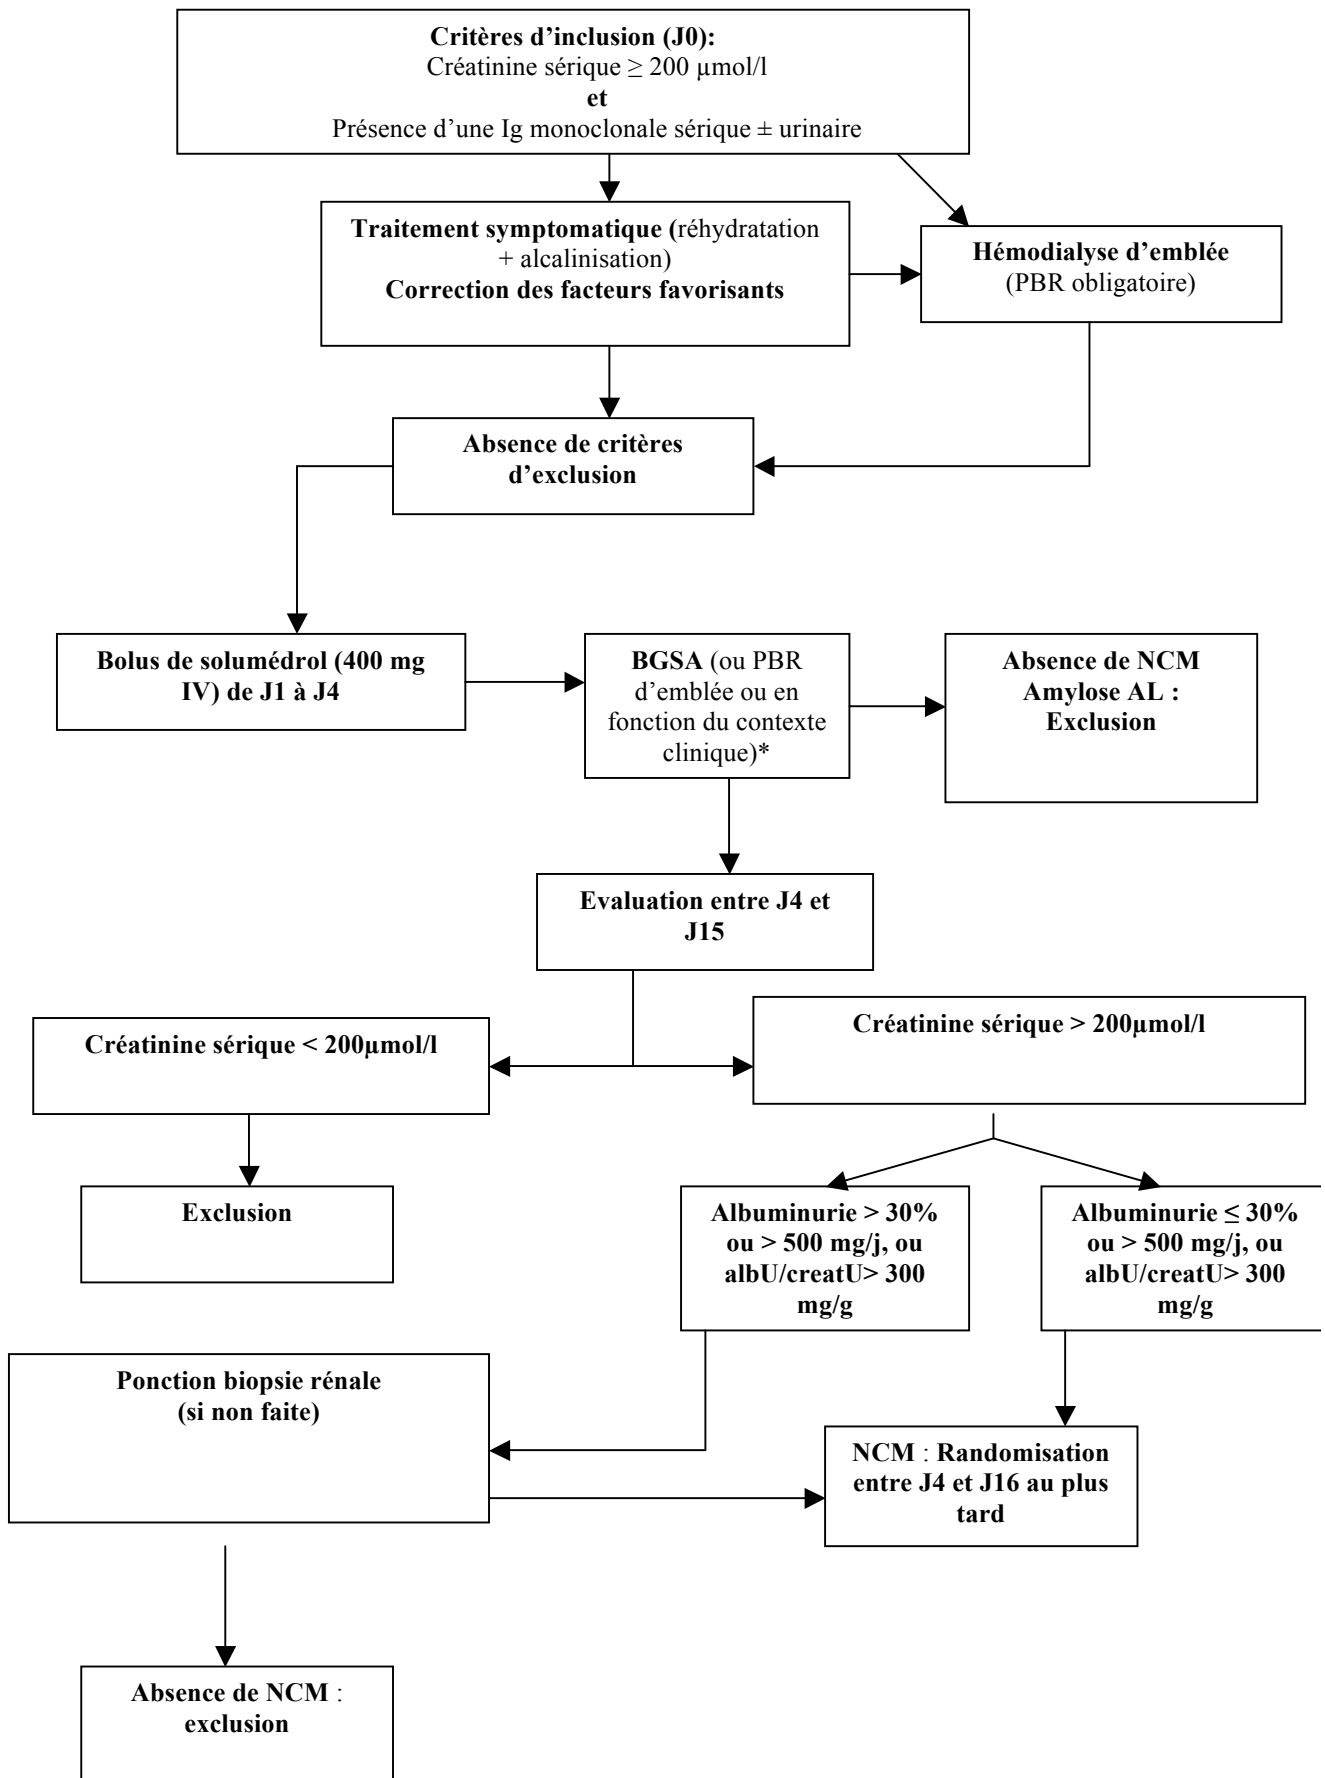 Critères d’inclusion (J0):
Créatinine sérique ≥ 200 µmol/l
et
Présence d’une Ig monoclonale sérique ± urinaire
Traitement symptomatique (réhydratation
+ alcalinisation)
Correction des facteurs favorisants
Hémodialyse d’emblée
(PBR obligatoire)
Absence de critères
d’exclusion
Bolus de solumédrol (400 mg
IV) de J1 à J4
BGSA (ou PBR
d’emblée ou en
fonction du contexte
clinique)*
Absence de NCM
Amylose AL :
Exclusion
Evaluation entre J4 et
J15
Créatinine sérique < 200µmol/l
Créatinine sérique > 200µmol/l
Exclusion
Albuminurie > 30%
ou > 500 mg/j, ou
albU/creatU> 300
mg/g
Albuminurie ≤ 30%
ou > 500 mg/j, ou
albU/creatU> 300
mg/g
Ponction biopsie rénale
(si non faite)
NCM : Randomisation
entre J4 et J16 au plus
tard
Absence de NCM :
exclusion